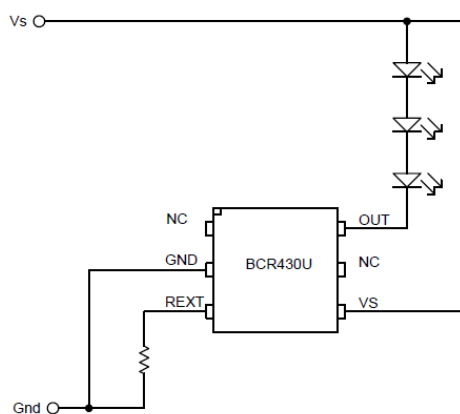 Vs
NC
OUT
GND
BCR430U
NC
REXT
VS
Gnd